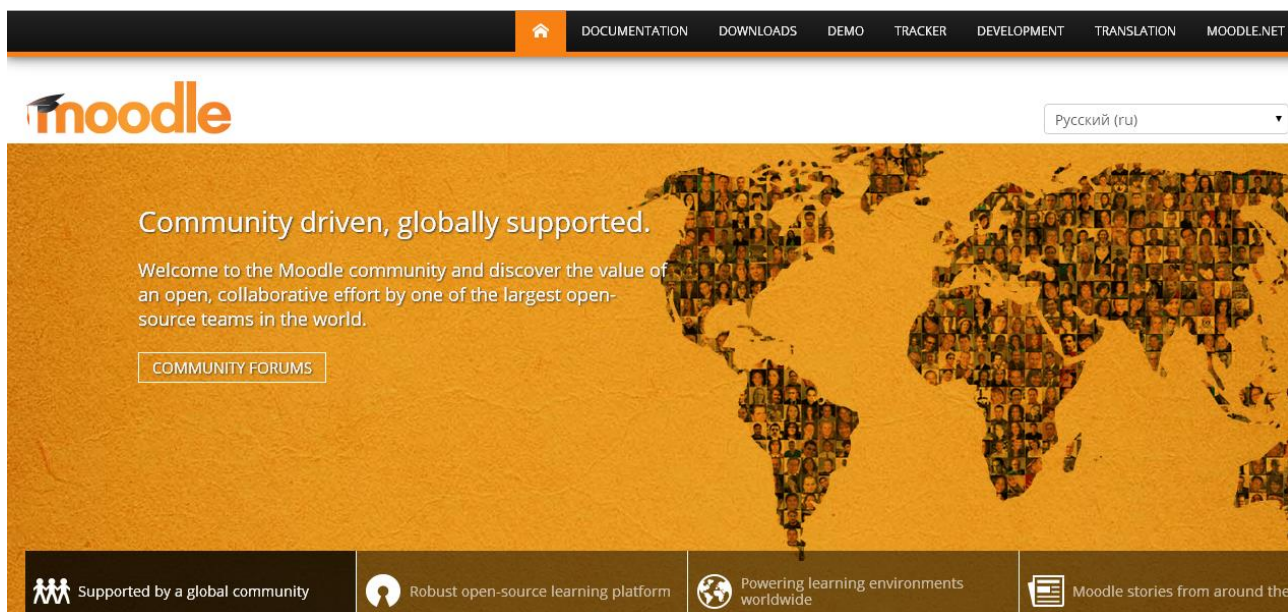 DOCUMENTATION DOWNLOADS DEMO TRACKER DEVELOPMENT TRANSLATION MOODLE.NET
moodle
Русский (ru)
Community driven, globally supported.
Welcome to the Moodle community and discover the value of
an open, collaborative effort by one of the largest open-
source teams in the world.
COMMUNITY FORUMS
Supported by a global community
Robust open-source learning platform
Powering learning environments
worldwide
Moodle stories from around th